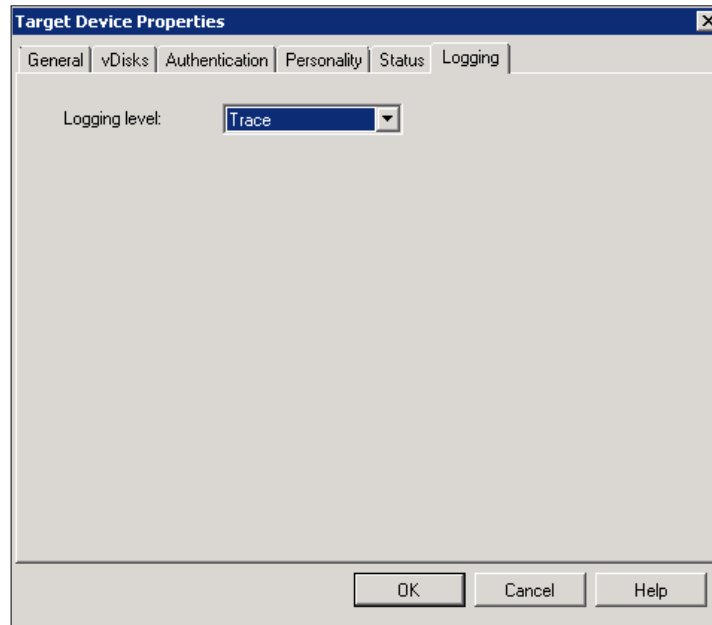 Target Device Properties
General vDisks Authentication Personality Status Logging
Logging level: Trace
OK Cancel Help